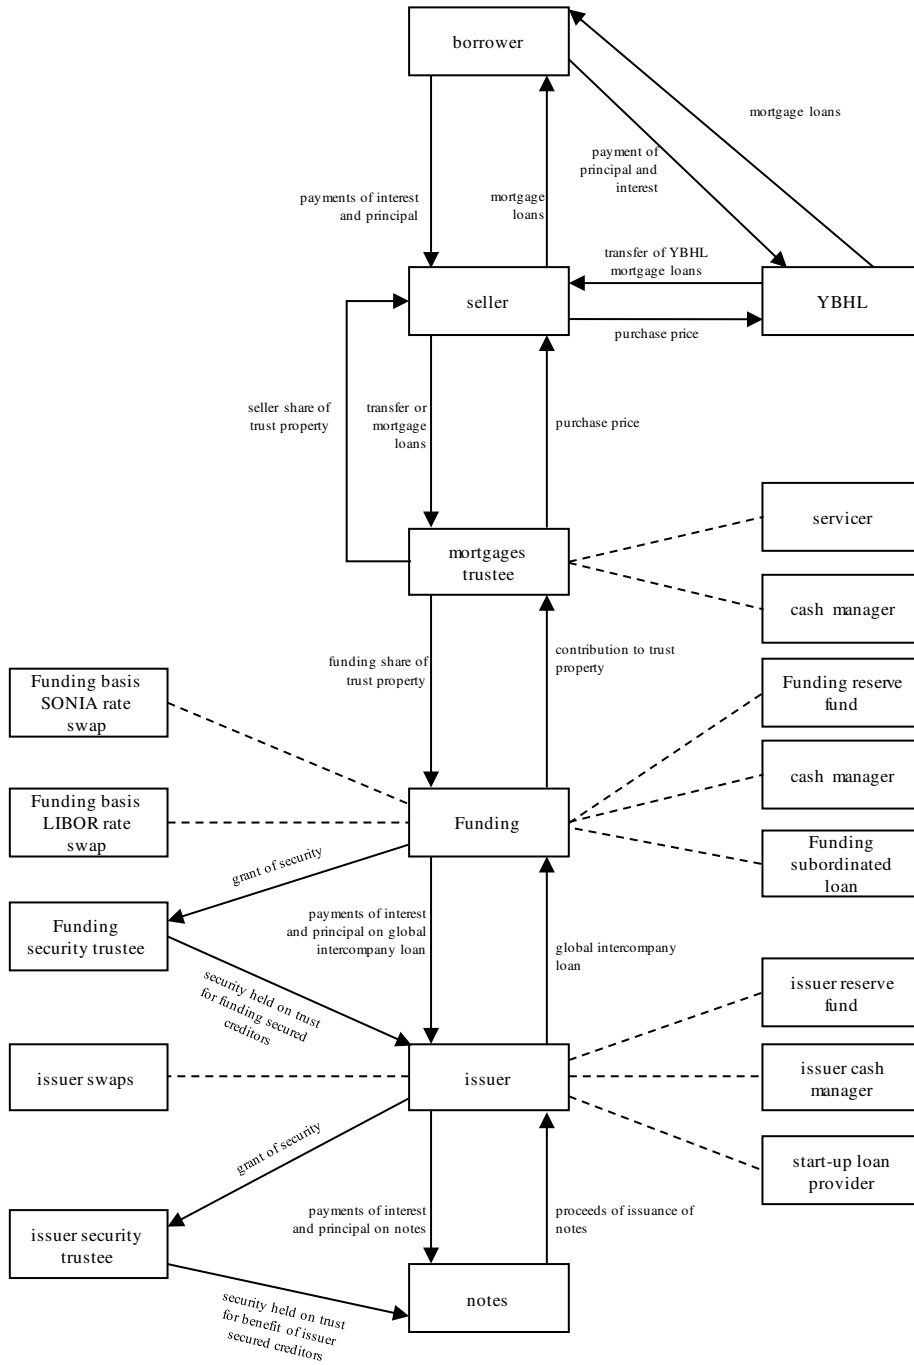 borrower
mortgage loans
payment of
principal and
interest
payments of interest
and principal
mortgage
loans
transfer of YBHL
mortgage loans
seller
YBHL
purchase price
seller share of
trust property
transfer or
mortgage
loans
purchase price
servicer
mortgages
trustee
cash manager
funding share of
trust property
contribution to trust
property
Funding basis
SONIA rate
swap
Funding reserve
fund
cash manager
Funding basis
LIBOR rate
swap
Funding
Funding
subordinated
loan
grant of security
Funding
security trustee
payments of interest
and principal on global
intercompany loan
global intercompany
loan
security held on trust
for funding secured
creditors
issuer reserve
fund
issuer swaps
issuer
issuer cash
manager
grant of security
start-up loan
provider
issuer security
trustee
payments of interest
and principal on notes
proceeds of issuance of
notes
notes
security held on trust
for benefit of issuer
secured creditors